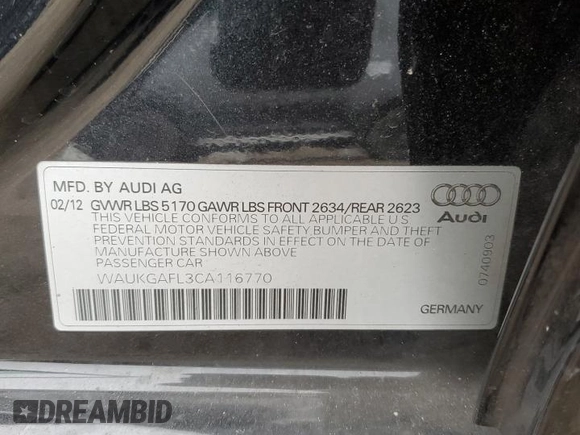 MFD. BY AUDI AG
02/12 GVWR LBS 5170 GAWR LBS FRONT 2634/REAR 2623
THIS VEHICLE CONFORMS TO ALL APPLICABLE U S
FEDERAL MOTOR VEHICLE SAFETY, BUMPER AND THEFT
PREVENTION STANDARDS IN EFFECT ON THE DATE OF
MANUFACTURE SHOWN ABOVE
PASSENGER CAR
WAUKGAFL3CA116770
Audi
0740903
GERMANY
DREAMBID